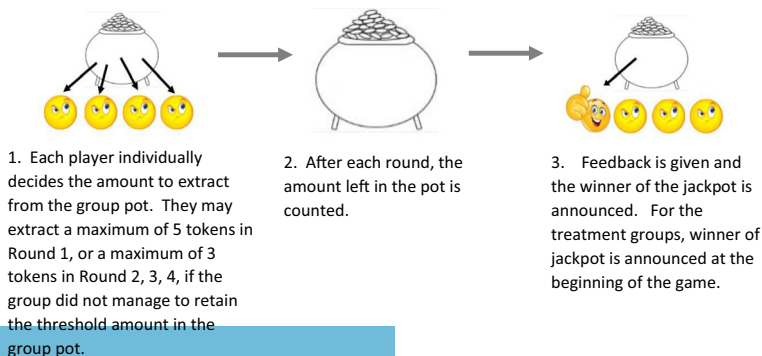 1. Each player individually
decides the amount to extract
from the group pot. They may
extract a maximum of 5 tokens in
Round 1, or a maximum of 3
tokens in Round 2, 3, 4, if the
group did not manage to retain
the threshold amount in the
group pot.
2. After each round, the
amount left in the pot is
counted.
3. Feedback is given and
the winner of the jackpot is
announced. For the
treatment groups, winner of
jackpot is announced at the
beginning of the game.